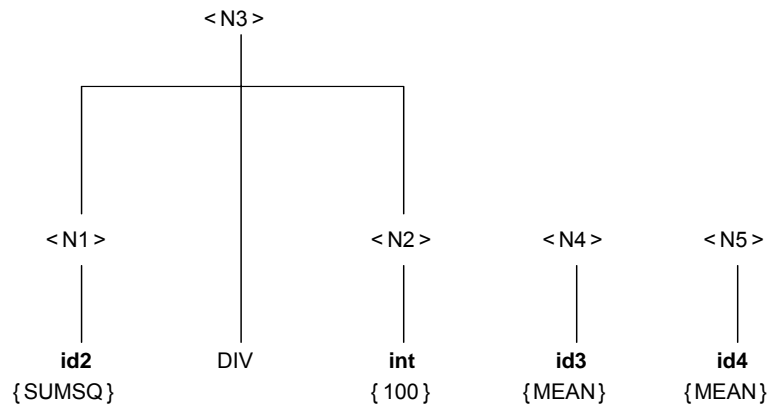 <N3>
<N1> <N2> <N4> <N5>
id2 DIV int id3 id4
{SUMSQ} {100} {MEAN} {MEAN}